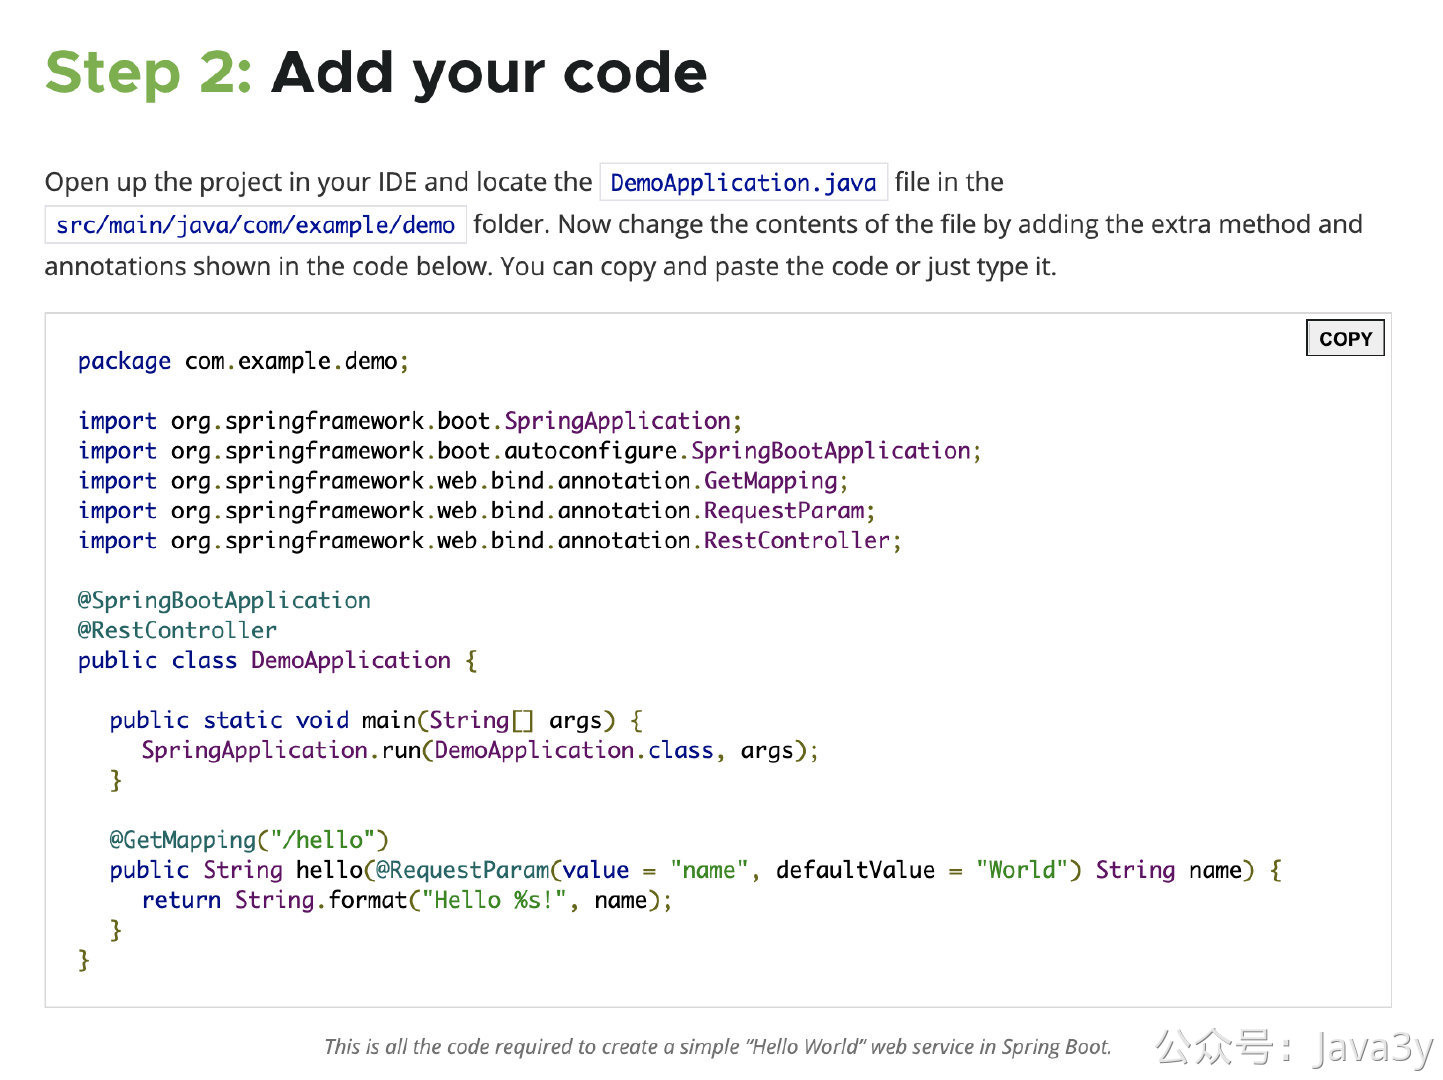 Step 2: Add your code
Open up the project in your IDE and locate the DemoApplication.java file in the
src/main/java/com/example/demo folder. Now change the contents of the file by adding the extra method and
annotations shown in the code below. You can copy and paste the code or just type it.
COPY
package com.example.demo;
import org.springframework.boot.SpringApplication;
import org.springframework.boot.autoconfigure.SpringBootApplication;
import org.springframework.web.bind.annotation.GetMapping;
import org.springframework.web.bind.annotation.RequestParam;
import org.springframework.web.bind.annotation.RestController;
@SpringBootApplication
@RestController
public class DemoApplication {
public static void main(String[] args) {
SpringApplication.run(DemoApplication.class, args);
}
@GetMapping("/hello")
public String hello(@RequestParam(value = "name", defaultValue = "World") String name) {
return String.format("Hello %s!", name);
}
}
This is all the code required to create a simple “Hello World” web service in Spring Boot.
公众号：Java3y